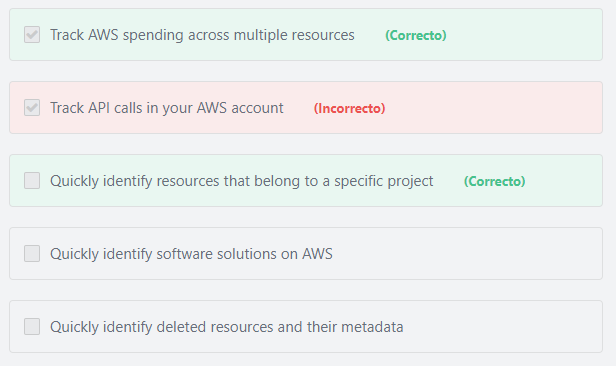 Track AWS spending across multiple resources (Correcto)
Track API calls in your AWS account (Incorrecto)
Quickly identify resources that belong to a specific project (Correcto)
Quickly identify software solutions on AWS
Quickly identify deleted resources and their metadata